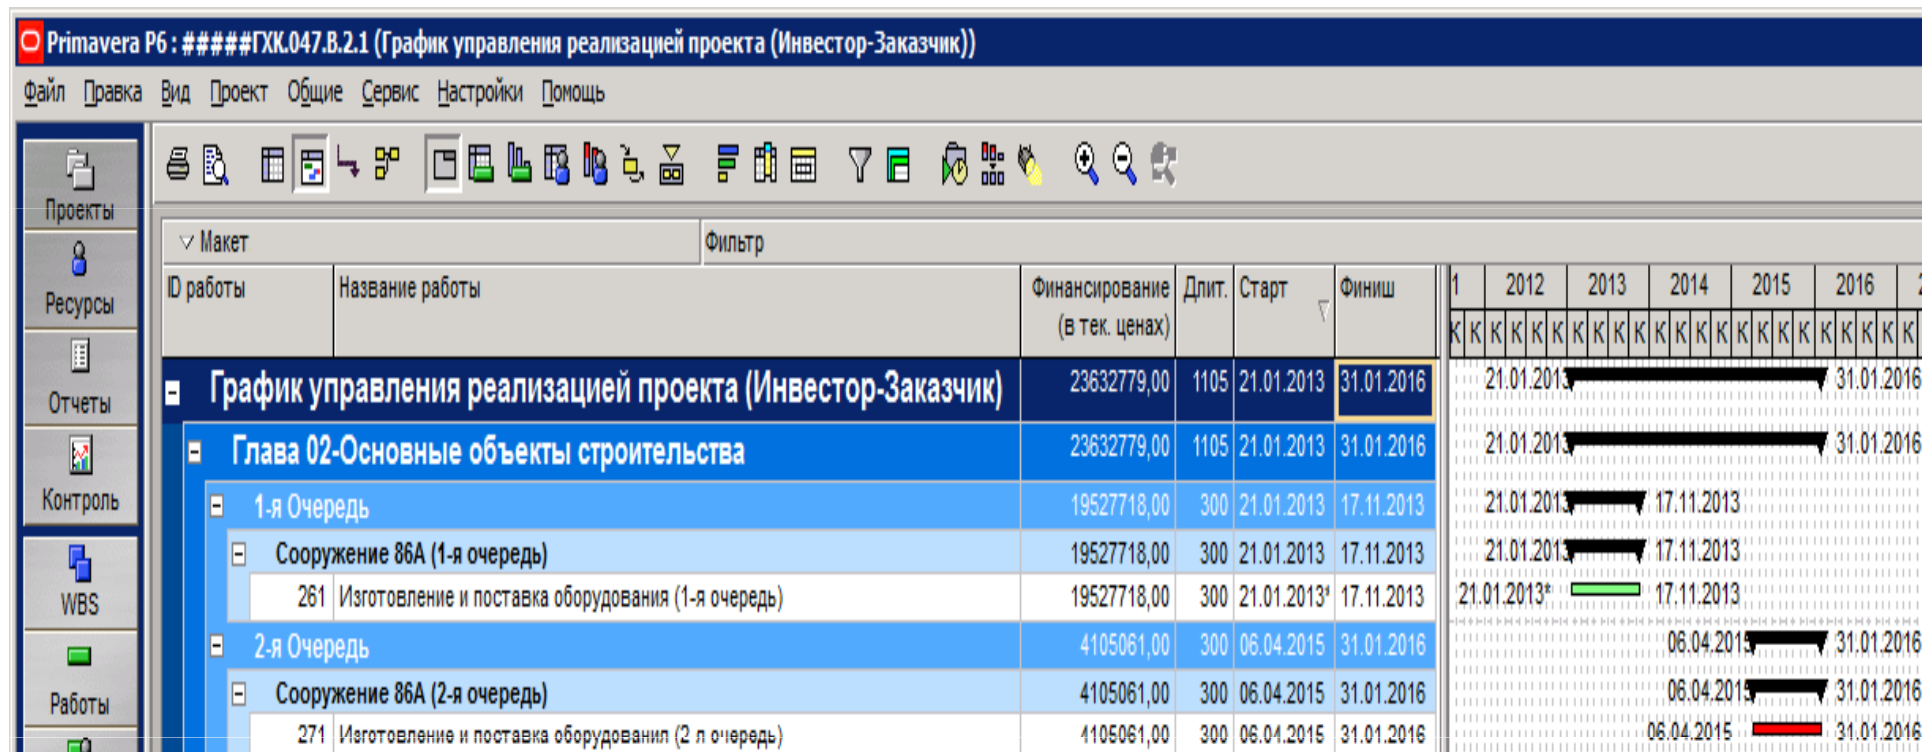 Primavera P6 : #####ГХК.047.В.2.1 (График управления реализацией проекта (Инвестор-Заказчик))
Файл Правка Вид Проект Общие Сервис Настройки Помощь
Проекты
Ресурсы
Отчеты
Контроль
WBS
Работы
Макет Фильтр
ID работы Название работы Финансирование (в тек. ценах) Длит. Старт Финиш
1 2012 2013 2014 2015 2016 2
К К К К К К К К К К К К К К К К К К К К К К К
График управления реализацией проекта (Инвестор-Заказчик) 23632779,00 1105 21.01.2013 31.01.2016 21.01.2013 31.01.2016
Глава 02-Основные объекты строительства 23632779,00 1105 21.01.2013 31.01.2016 21.01.2013 31.01.2016
1-я Очередь 19527718,00 300 21.01.2013 17.11.2013 21.01.2013 17.11.2013
Сооружение 86А (1-я очередь) 19527718,00 300 21.01.2013 17.11.2013 21.01.2013 17.11.2013
261 Изготовление и поставка оборудования (1-я очередь) 19527718,00 300 21.01.2013* 17.11.2013 21.01.2013* 17.11.2013
2-я Очередь 4105061,00 300 06.04.2015 31.01.2016 06.04.2015 31.01.2016
Сооружение 86А (2-я очередь) 4105061,00 300 06.04.2015 31.01.2016 06.04.2015 31.01.2016
271 Изготовление и поставка оборудования (2 я очередь) 4105061,00 300 06.04.2015 31.01.2016 06.04.2015 31.01.2016